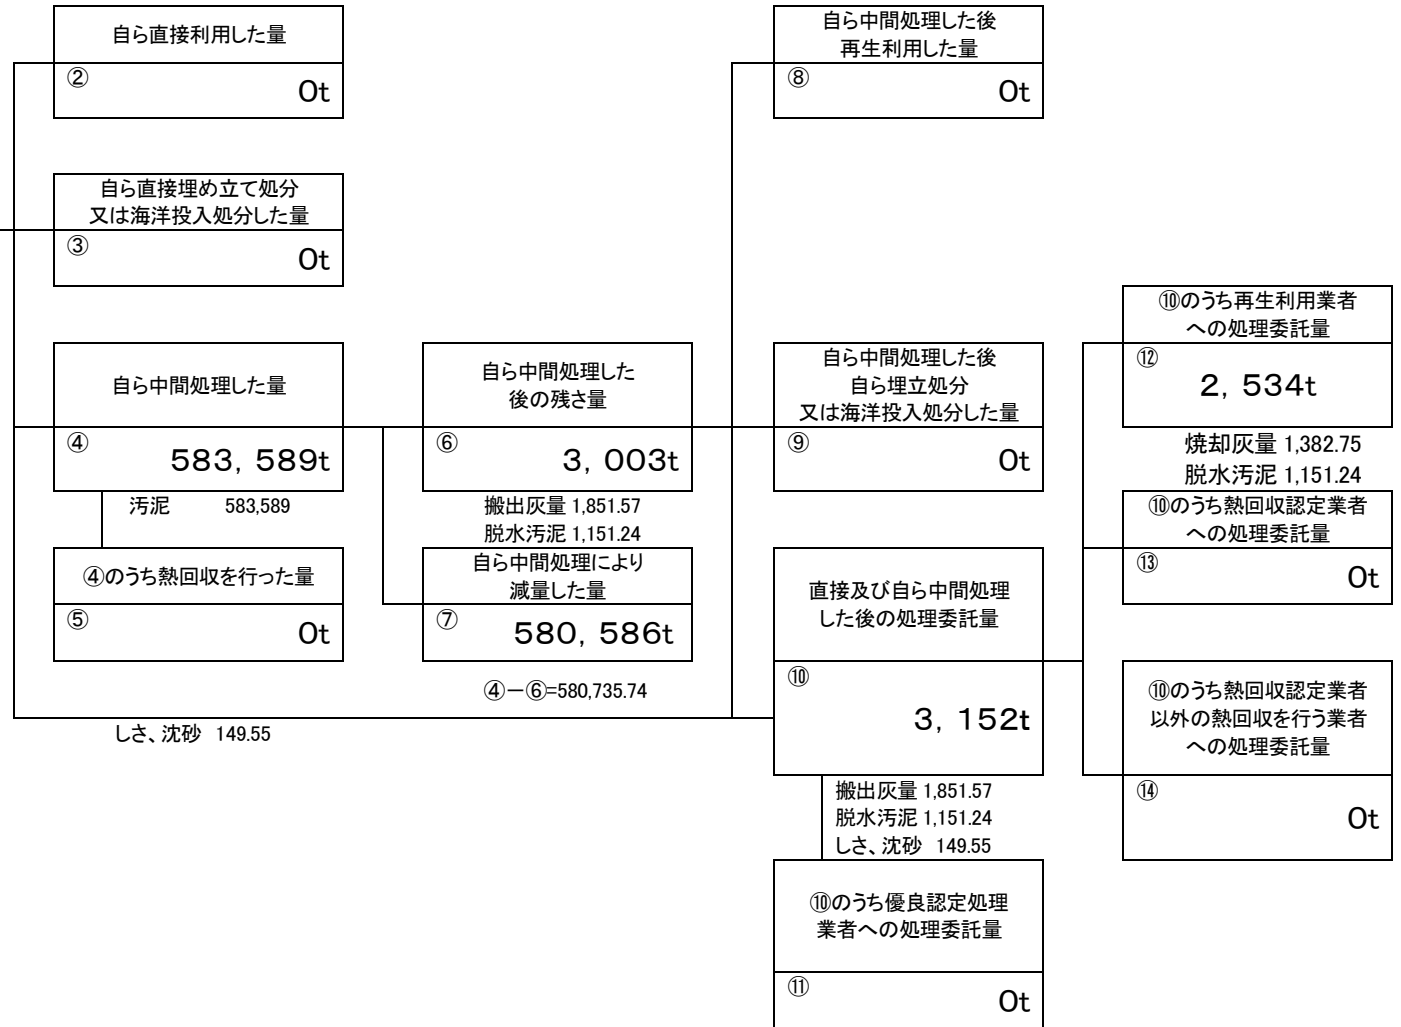 自ら直接利用した量
②
0t
自ら直接埋め立て処分
又は海洋投入処分した量
③
0t
自ら中間処理した量
④
583，589t
汚泥 583,589
④のうち熱回収を行った量
⑤
0t
しさ、沈砂 149.55
自ら中間処理した
後の残さ量
⑥
3，003t
搬出灰量 1,851.57
脱水汚泥 1,151.24
自ら中間処理により
減量した量
⑦
580，586t
④－⑥=580,735.74
自ら中間処理した後
再生利用した量
⑧
0t
自ら中間処理した後
自ら埋立処分
又は海洋投入処分した量
⑨
0t
直接及び自ら中間処理
した後の処理委託量
⑩
3，152t
搬出灰量 1,851.57
脱水汚泥 1,151.24
しさ、沈砂 149.55
⑩のうち優良認定処理
業者への処理委託量
⑪
0t
⑩のうち再生利用業者
への処理委託量
⑫
2，534t
焼却灰量 1,382.75
脱水汚泥 1,151.24
⑩のうち熱回収認定業者
への処理委託量
⑬
0t
⑩のうち熱回収認定業者
以外の熱回収を行う業者
への処理委託量
⑭
0t